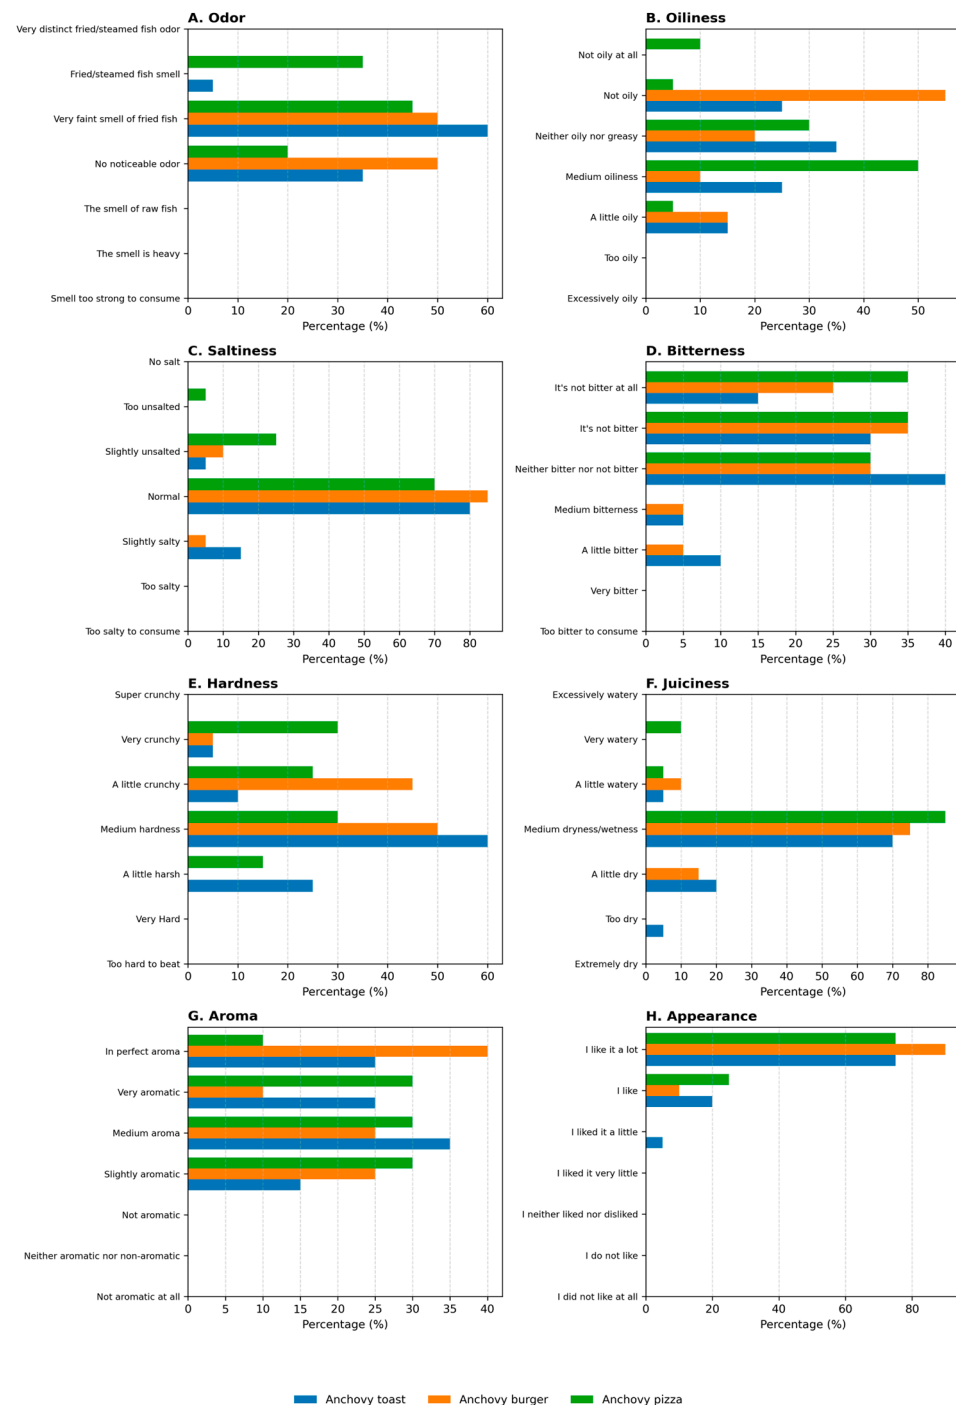 A. Odor
Very distinct fried/steamed fish odor
Fried/steamed fish smell
Very faint smell of fried fish
No noticeable odor
The smell of raw fish
The smell is heavy
Smell too strong to consume
0 10 20 30 40 50 60
Percentage (%)
B. Oiliness
Not oily at all
Not oily
Neither oily nor greasy
Medium oiliness
A little oily
Too oily
Excessively oily
0 10 20 30 40 50
Percentage (%)
C. Saltiness
No salt
Too unsalted
Slightly unsalted
Normal
Slightly salty
Too salty
Too salty to consume
0 10 20 30 40 50 60 70 80
Percentage (%)
D. Bitterness
It's not bitter at all
It's not bitter
Neither bitter nor not bitter
Medium bitterness
A little bitter
Very bitter
Too bitter to consume
0 5 10 15 20 25 30 35 40
Percentage (%)
E. Hardness
Super crunchy
Very crunchy
A little crunchy
Medium hardness
A little harsh
Very Hard
Too hard to beat
0 10 20 30 40 50 60
Percentage (%)
F. Juiciness
Excessively watery
Very watery
A little watery
Medium dryness/wetness
A little dry
Too dry
Extremely dry
0 10 20 30 40 50 60 70 80
Percentage (%)
G. Aroma
In perfect aroma
Very aromatic
Medium aroma
Slightly aromatic
Not aromatic
Neither aromatic nor non-aromatic
Not aromatic at all
0 5 10 15 20 25 30 35 40
Percentage (%)
H. Appearance
I like it a lot
I like
I liked it a little
I liked it very little
I neither liked nor disliked
I do not like
I did not like at all
0 20 40 60 80
Percentage (%)
Anchovy toast Anchovy burger Anchovy pizza